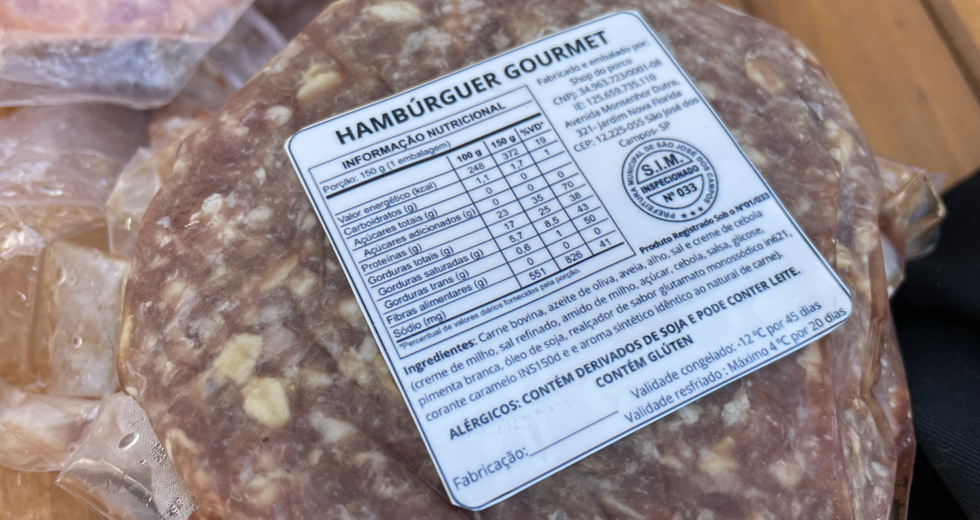 HAMBÚRGUER GOURMET
INFORMAÇÃO NUTRICIONAL
Porção: 150 g (1 embalagem)
100 g 150 g %VD*
Valor energético (kcal) 248 372 19
Carboidratos (g) 1,1 1,7 1
Açúcares totais (g) 0 0
Açúcares adicionados (g) 0 0 0
Proteínas (g) 23 35 70
Gorduras totais (g) 17 25 38
Gorduras saturadas (g) 5,7 8,5 43
Gorduras trans (g) 0,6 1 50
Fibras alimentares (g) 0 0 0
Sódio (mg) 551 826 41
*Percentual de valores diários fornecidos pela porção.
Fabricado e embalado por:
Shop do porco
CNPJ: 34.963.723/0001-08
IE: 125.659.735.110
Avenida Monsenhor Dutra,
321- Jardim Nova Florida
CEP: 12.225-055 São José dos
Campos- SP
PREFEITURA MUNICIPAL DE SÃO JOSÉ DOS CAMPOS
S.I.M.
INSPECIONADO
Nº 033
Produto Registrado Sob o Nº01/033
Ingredientes: Carne bovina, azeite de oliva, aveia, alho, sal e creme de cebola
(creme de milho, sal refinado, amido de milho, açúcar, cebola, salsa, glicose,
pimenta branca, óleo de soja, realçador de sabor glutamato monossódico in621,
corante caramelo INS150d e e aroma sintético idêntico ao natural de carne).
ALÉRGICOS: CONTÉM DERIVADOS DE SOJA E PODE CONTER LEITE.
CONTÉM GLÚTEN
Validade congelado: -12 °C por 45 dias
Fabricação: Validade resfriado : Máximo 4 °C por 20 dias